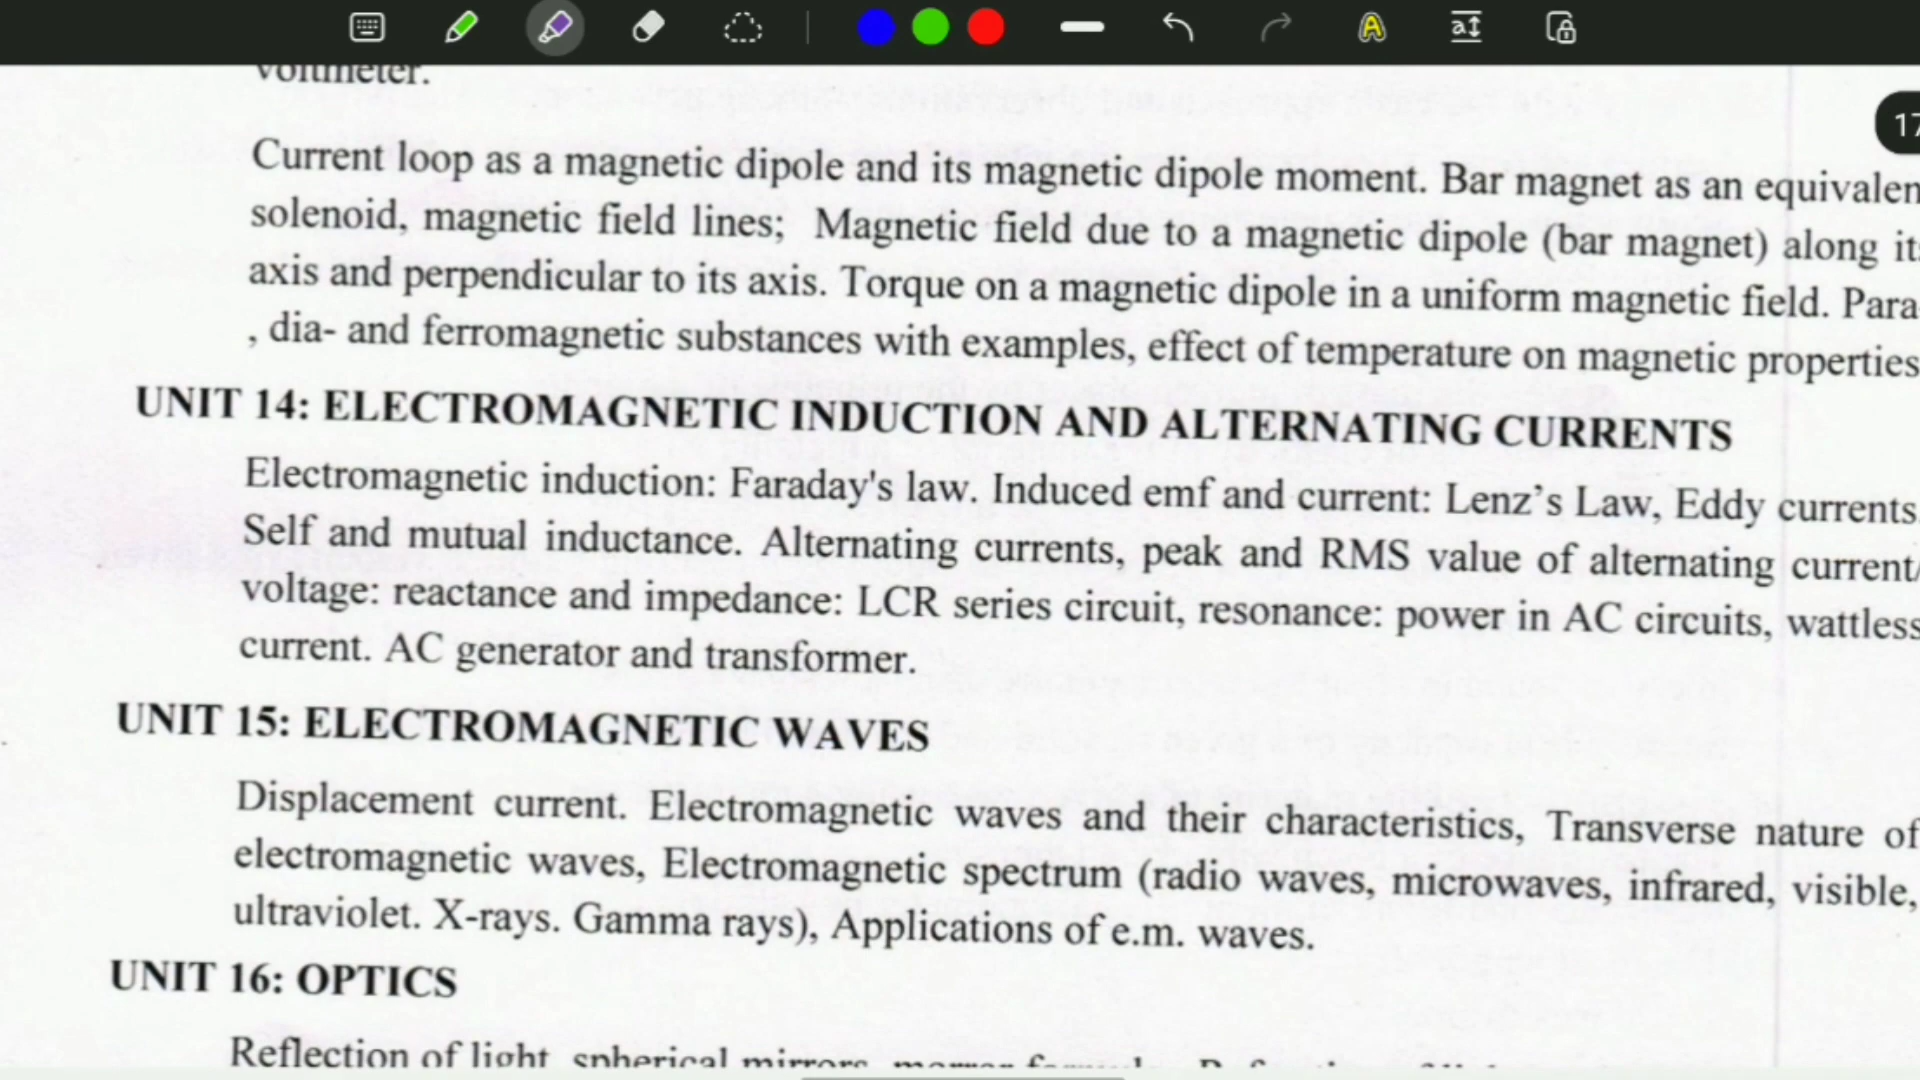 A a
17
voltmeter.
Current loop as a magnetic dipole and its magnetic dipole moment. Bar magnet as an equivalen
solenoid, magnetic field lines; Magnetic field due to a magnetic dipole (bar magnet) along it
axis and perpendicular to its axis. Torque on a magnetic dipole in a uniform magnetic field. Para-
, dia- and ferromagnetic substances with examples, effect of temperature on magnetic properties
UNIT 14: ELECTROMAGNETIC INDUCTION AND ALTERNATING CURRENTS
Electromagnetic induction: Faraday's law. Induced emf and current: Lenz’s Law, Eddy currents
Self and mutual inductance. Alternating currents, peak and RMS value of alternating current/
voltage: reactance and impedance: LCR series circuit, resonance: power in AC circuits, wattless
current. AC generator and transformer.
UNIT 15: ELECTROMAGNETIC WAVES
Displacement current. Electromagnetic waves and their characteristics, Transverse nature of
electromagnetic waves, Electromagnetic spectrum (radio waves, microwaves, infrared, visible,
ultraviolet. X-rays. Gamma rays), Applications of e.m. waves.
UNIT 16: OPTICS
Reflection of light, spherical mirrors,